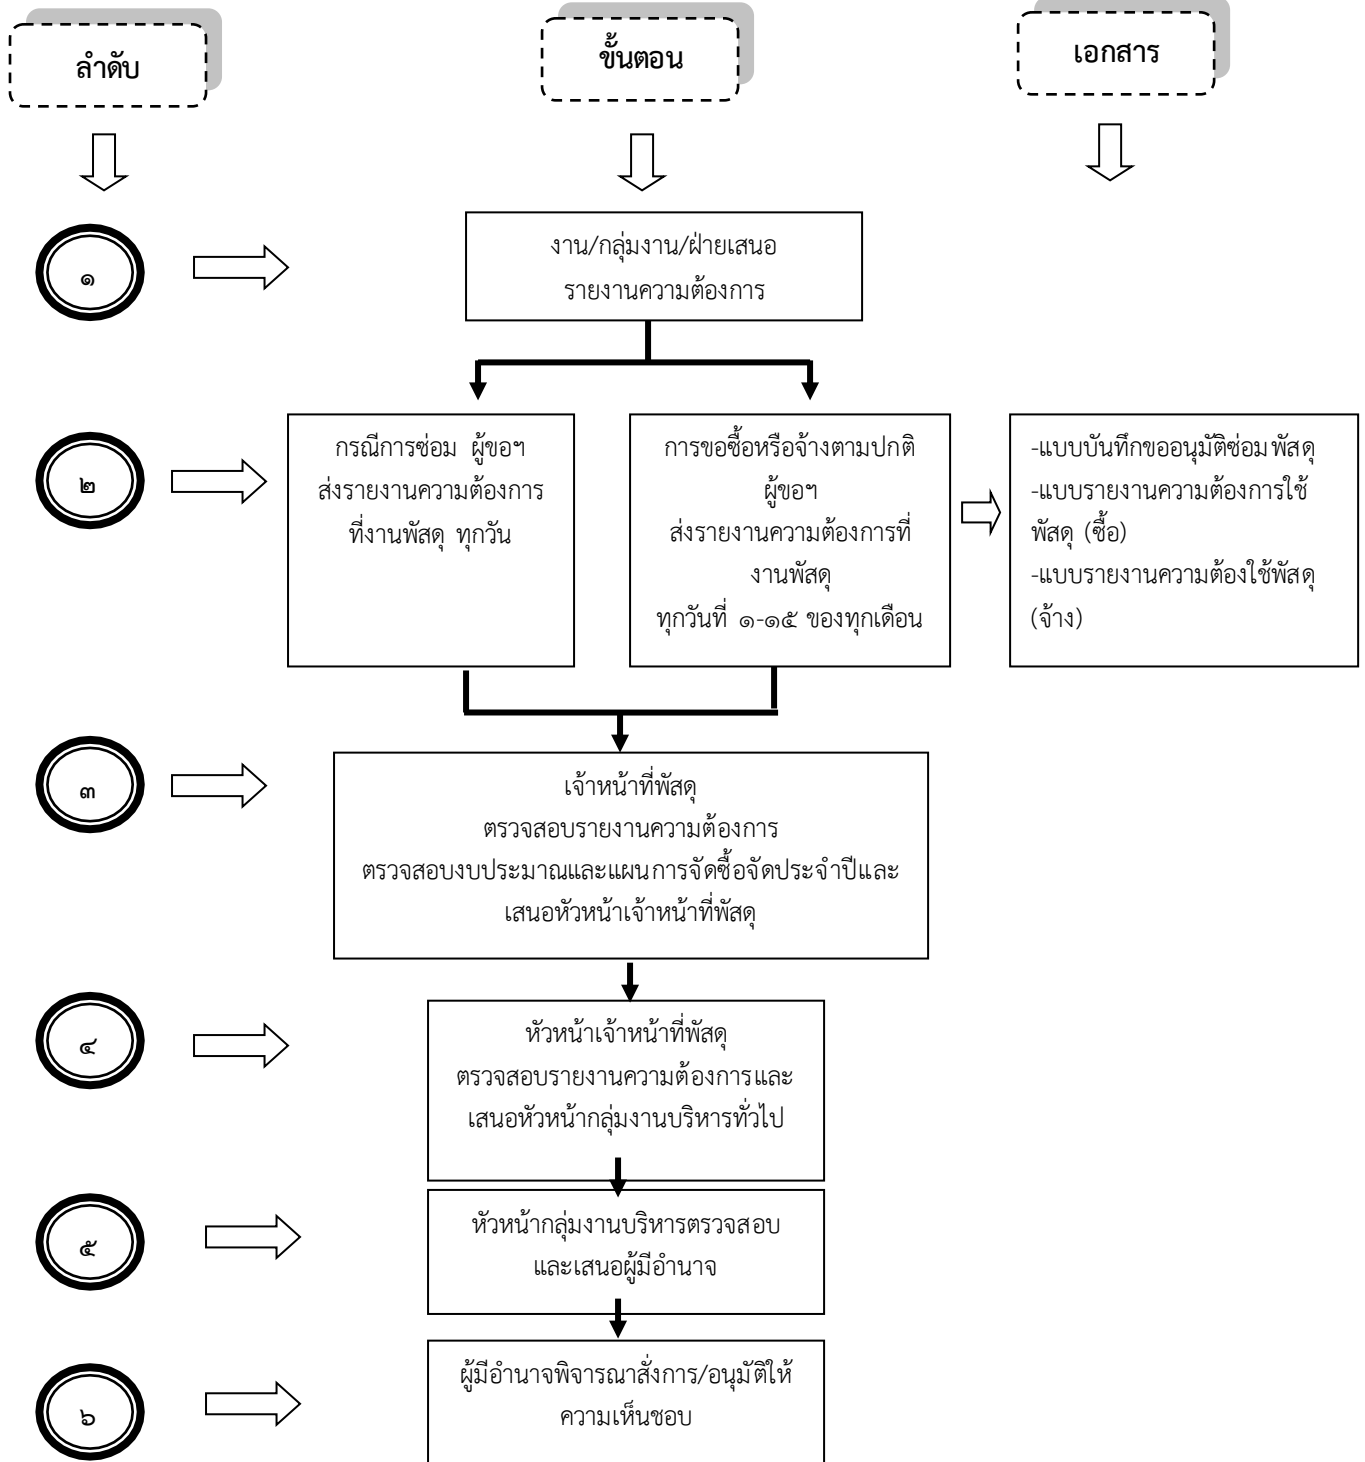 ลำดับ
ขั้นตอน
เอกสาร
๑
งาน/กลุ่มงาน/ฝ่ายเสนอ
รายงานความต้องการ
๒
กรณีการซ่อม ผู้ขอฯ
ส่งรายงานความต้องการ
ที่งานพัสดุ ทุกวัน
การขอซื้อหรือจ้างตามปกติ
ผู้ขอฯ
ส่งรายงานความต้องการที่
งานพัสดุ
ทุกวันที่ ๑-๑๕ ของทุกเดือน
-แบบบันทึกขออนุมัติซ่อมพัสดุ
-แบบรายงานความต้องการใช้
พัสดุ (ซื้อ)
-แบบรายงานความต้องใช้พัสดุ
(จ้าง)
๓
เจ้าหน้าที่พัสดุ
ตรวจสอบรายงานความต้องการ
ตรวจสอบงบประมาณและแผนการจัดซื้อจัดประจำปีและ
เสนอหัวหน้าเจ้าหน้าที่พัสดุ
๔
หัวหน้าเจ้าหน้าที่พัสดุ
ตรวจสอบรายงานความต้องการและ
เสนอหัวหน้ากลุ่มงานบริหารทั่วไป
๕
หัวหน้ากลุ่มงานบริหารตรวจสอบ
และเสนอผู้มีอำนาจ
๖
ผู้มีอำนาจพิจารณาสั่งการ/อนุมัติให้
ความเห็นชอบ